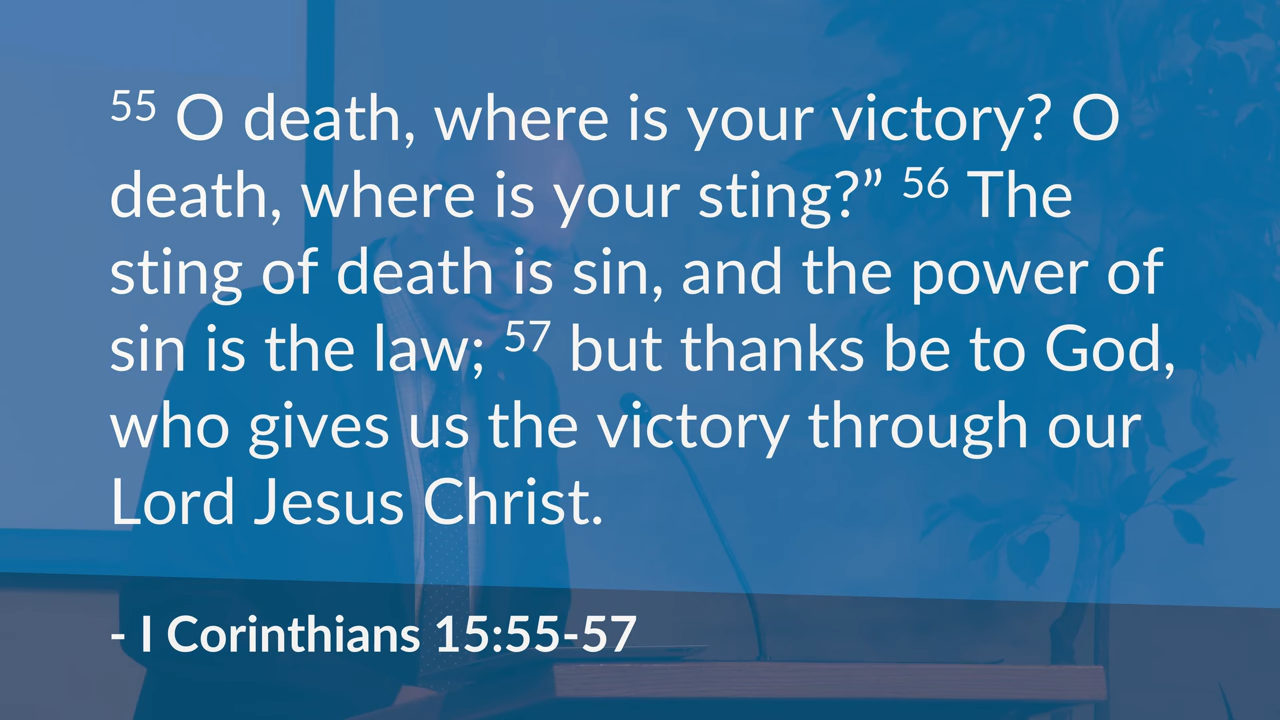 55 O death, where is your victory? O
death, where is your sting?” 56 The
sting of death is sin, and the power of
sin is the law; 57 but thanks be to God,
who gives us the victory through our
Lord Jesus Christ.
- I Corinthians 15:55-57